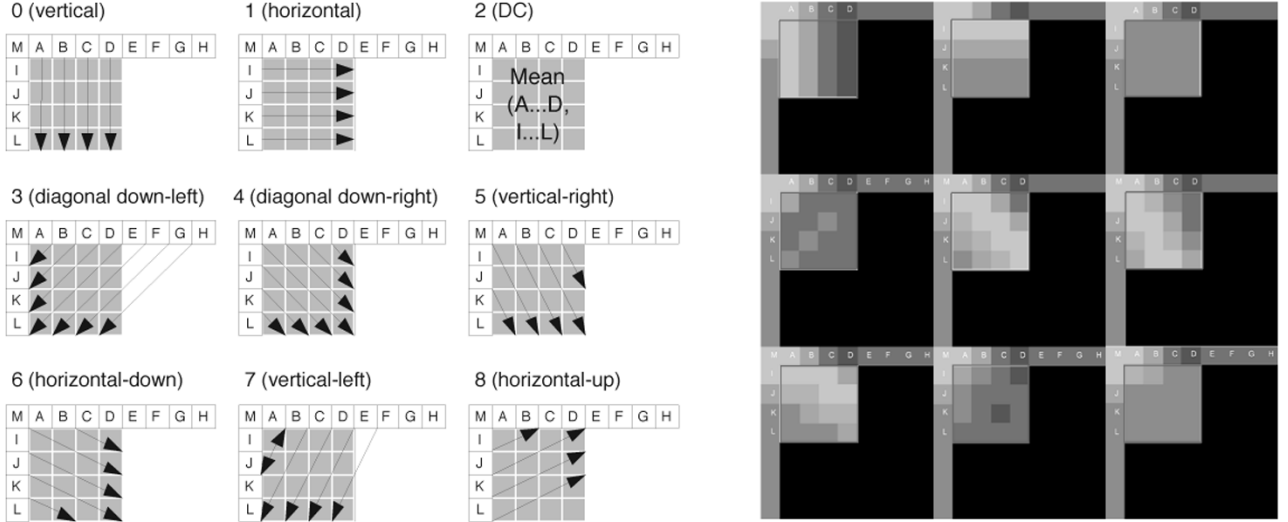 0 (vertical)
1 (horizontal)
2 (DC)
M A B C D E F G H
I
J
K
L
M A B C D E F G H
I
J
K
L
M A B C D E F G H
I
J
K
L
Mean
(A...D,
I...L)
3 (diagonal down-left)
4 (diagonal down-right)
5 (vertical-right)
M A B C D E F G H
I
J
K
L
M A B C D E F G H
I
J
K
L
M A B C D E F G H
I
J
K
L
6 (horizontal-down)
7 (vertical-left)
8 (horizontal-up)
M A B C D E F G H
I
J
K
L
M A B C D E F G H
I
J
K
L
M A B C D E F G H
I
J
K
L
A B C D
I
J
K
L
A B C D
A B C D E F G H
I
J
K
L
M A B C D
I
J
K
L
M A B C D
I
J
K
L
M A B C D E F G H
I
J
K
L
M A B C D E F G H
I
J
K
L
M A B C D E F G H
I
J
K
L